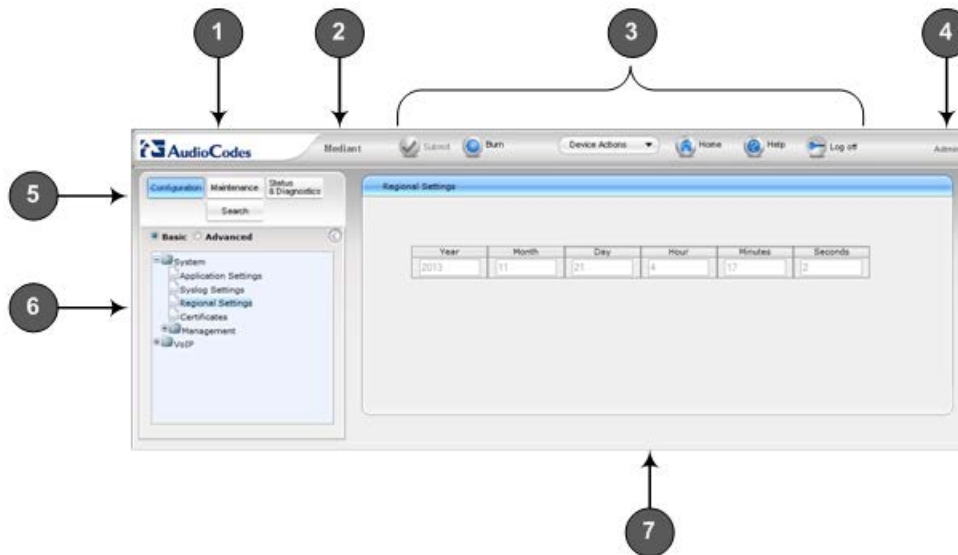 1
2
3
4
AudioCodes
Mediant
Submit
Burn
Device Actions
Home
Help
Log off
Admin
5
Configuration
Maintenance
Status
& Diagnostics
Search
Basic
Advanced
6
System
Application Settings
Syslog Settings
Regional Settings
Certificates
Management
VoIP
Regional Settings
Year Month Day Hour Minutes Seconds
2013 11 21 4 17 2
7